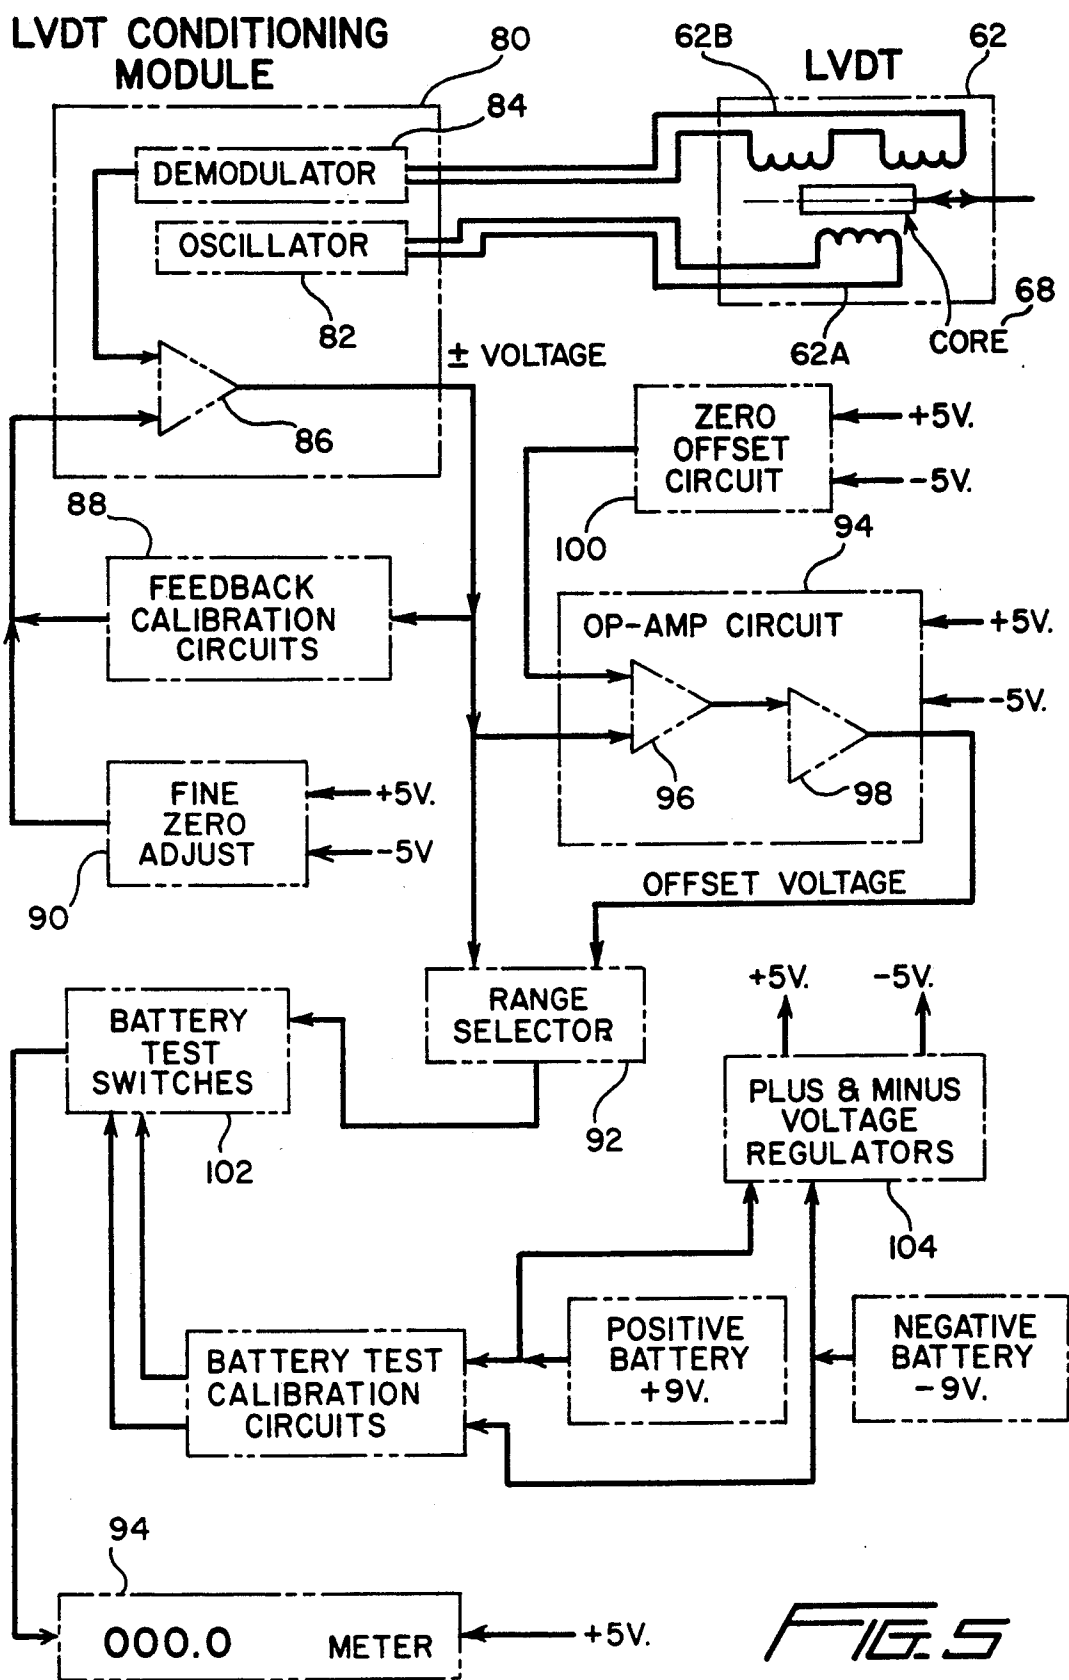 LVDT CONDITIONING
MODULE
80
84
62B
62
LVDT
DEMODULATOR
OSCILLATOR
82
68
CORE
62A
± VOLTAGE
86
ZERO
OFFSET
CIRCUIT
+5V.
-5V.
100
88
94
FEEDBACK
CALIBRATION
CIRCUITS
OP-AMP CIRCUIT
+5V.
-5V.
96
98
FINE
ZERO
ADJUST
+5V.
-5V
90
OFFSET VOLTAGE
RANGE
SELECTOR
92
+5V.
-5V.
BATTERY
TEST
SWITCHES
102
PLUS & MINUS
VOLTAGE
REGULATORS
104
BATTERY TEST
CALIBRATION
CIRCUITS
POSITIVE
BATTERY
+9V.
NEGATIVE
BATTERY
-9V.
94
000.0 METER
+5V.
FIG. 5